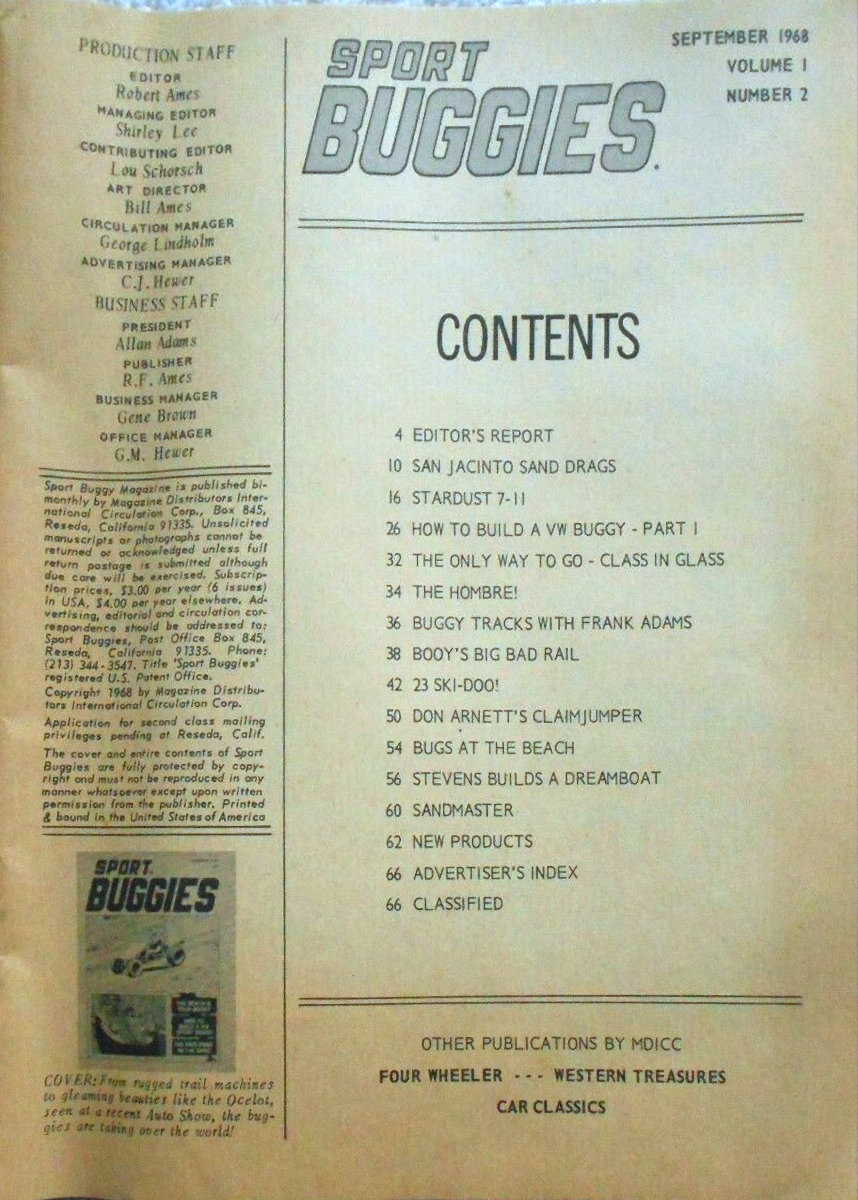 PRODUCTION STAFF
EDITOR
Robert Ames
MANAGING EDITOR
Shirley Lee
CONTRIBUTING EDITOR
Lou Schorsch
ART DIRECTOR
Bill Ames
CIRCULATION MANAGER
George Lindholm
ADVERTISING MANAGER
C.J. Hewer
BUSINESS STAFF
PRESIDENT
Allan Adams
PUBLISHER
R.F. Ames
BUSINESS MANAGER
Gene Brown
OFFICE MANAGER
G.M. Hewer
Sport Buggy Magazine is published bi-
monthly by Magazine Distributors Inter-
national Circulation Corp., Box 845,
Reseda, California 91335. Unsolicited
manuscripts or photographs cannot be
returned or acknowledged unless full
return postage is submitted although
due care will be exercised. Subscrip-
tion prices, $3.00 per year (6 issues)
in USA, $4.00 per year elsewhere. Ad-
vertising, editorial and circulation cor-
respondence should be addressed to:
Sport Buggies, Post Office Box 845,
Reseda, California 91335. Phone:
(213) 344-3547. Title 'Sport Buggies'
registered U.S. Patent Office.
Copyright 1968 by Magazine Distribu-
tors International Circulation Corp.
Application for second class mailing
privileges pending at Reseda, Calif.
The cover and entire contents of Sport
Buggies are fully protected by copy-
right and must not be reproduced in any
manner whatsoever except upon written
permission from the publisher. Printed
& bound in the United States of America
SPORT
BUGGIES
COVER: From rugged trail machines
to gleaming beauties like the Ocelot,
seen at a recent Auto Show, the bug-
gies are taking over the world!
SPORT
BUGGIES.
SEPTEMBER 1968
VOLUME 1
NUMBER 2
CONTENTS
4 EDITOR'S REPORT
10 SAN JACINTO SAND DRAGS
16 STARDUST 7-11
26 HOW TO BUILD A VW BUGGY - PART 1
32 THE ONLY WAY TO GO - CLASS IN GLASS
34 THE HOMBRE!
36 BUGGY TRACKS WITH FRANK ADAMS
38 BOOY'S BIG BAD RAIL
42 23 SKI-DOO!
50 DON ARNETT'S CLAIMJUMPER
54 BUGS AT THE BEACH
56 STEVENS BUILDS A DREAMBOAT
60 SANDMASTER
62 NEW PRODUCTS
66 ADVERTISER'S INDEX
66 CLASSIFIED
OTHER PUBLICATIONS BY MDICC
FOUR WHEELER --- WESTERN TREASURES
CAR CLASSICS